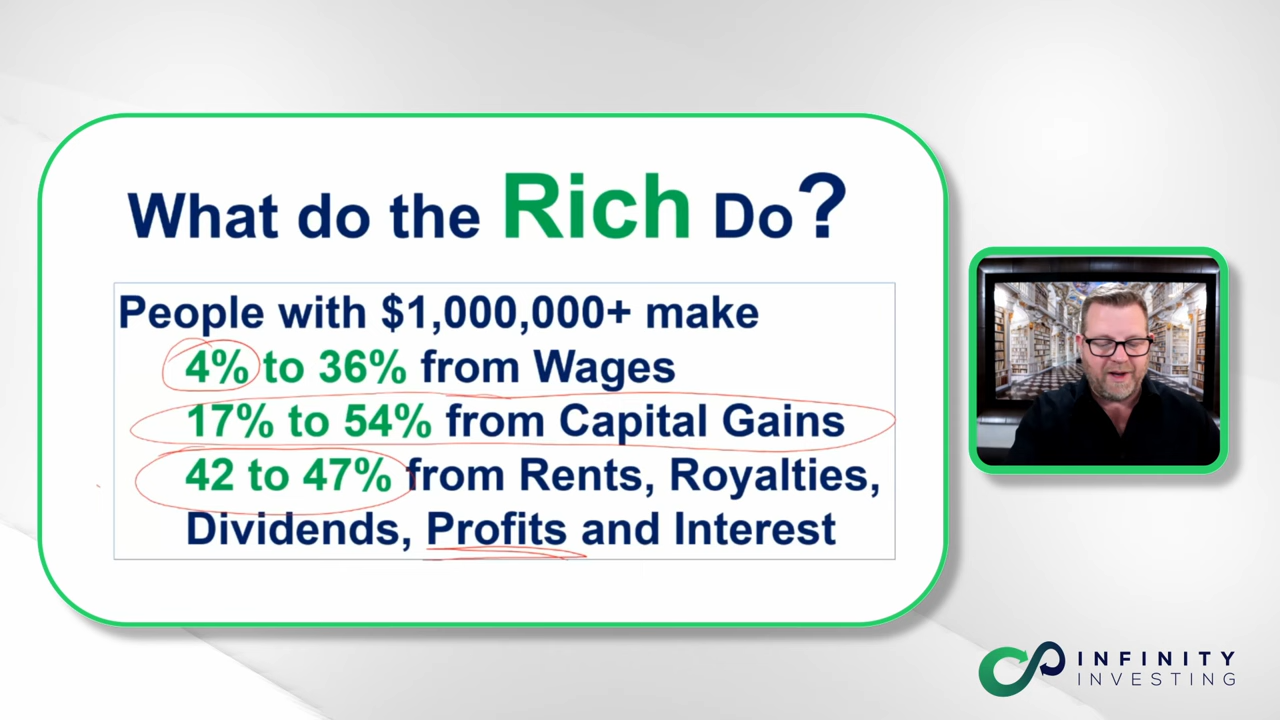 What do the Rich Do?
People with $1,000,000+ make
4% to 36% from Wages
17% to 54% from Capital Gains
42 to 47% from Rents, Royalties,
Dividends, Profits and Interest
INFINITY
INVESTING